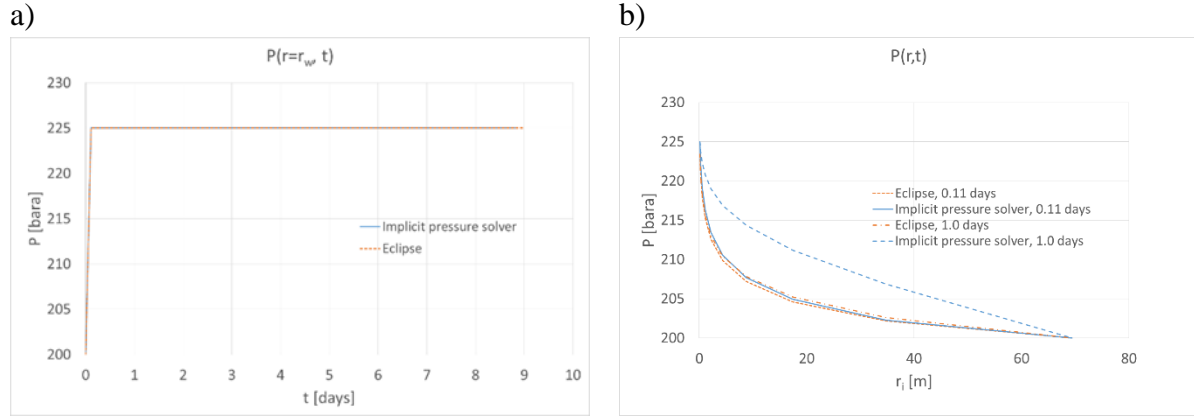 a)
P(r=rw, t)
230
225
220
215
210
205
200
P [bara]
0 1 2 3 4 5 6 7 8 9 10
t [days]
Implicit pressure solver
Eclipse
b)
P(r,t)
230
225
220
215
210
205
200
P [bara]
0 20 40 60 80
ri [m]
Eclipse, 0.11 days
Implicit pressure solver, 0.11 days
Eclipse, 1.0 days
Implicit pressure solver, 1.0 days